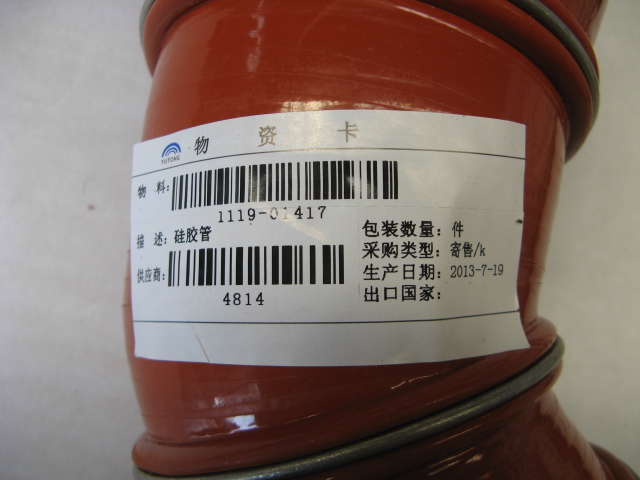 YUTONG 物 资 卡
物 料:
1119-01417
描 述: 硅胶管
供应商:
4814
包装数量: 件
采购类型: 寄售/k
生产日期: 2013-7-19
出口国家: